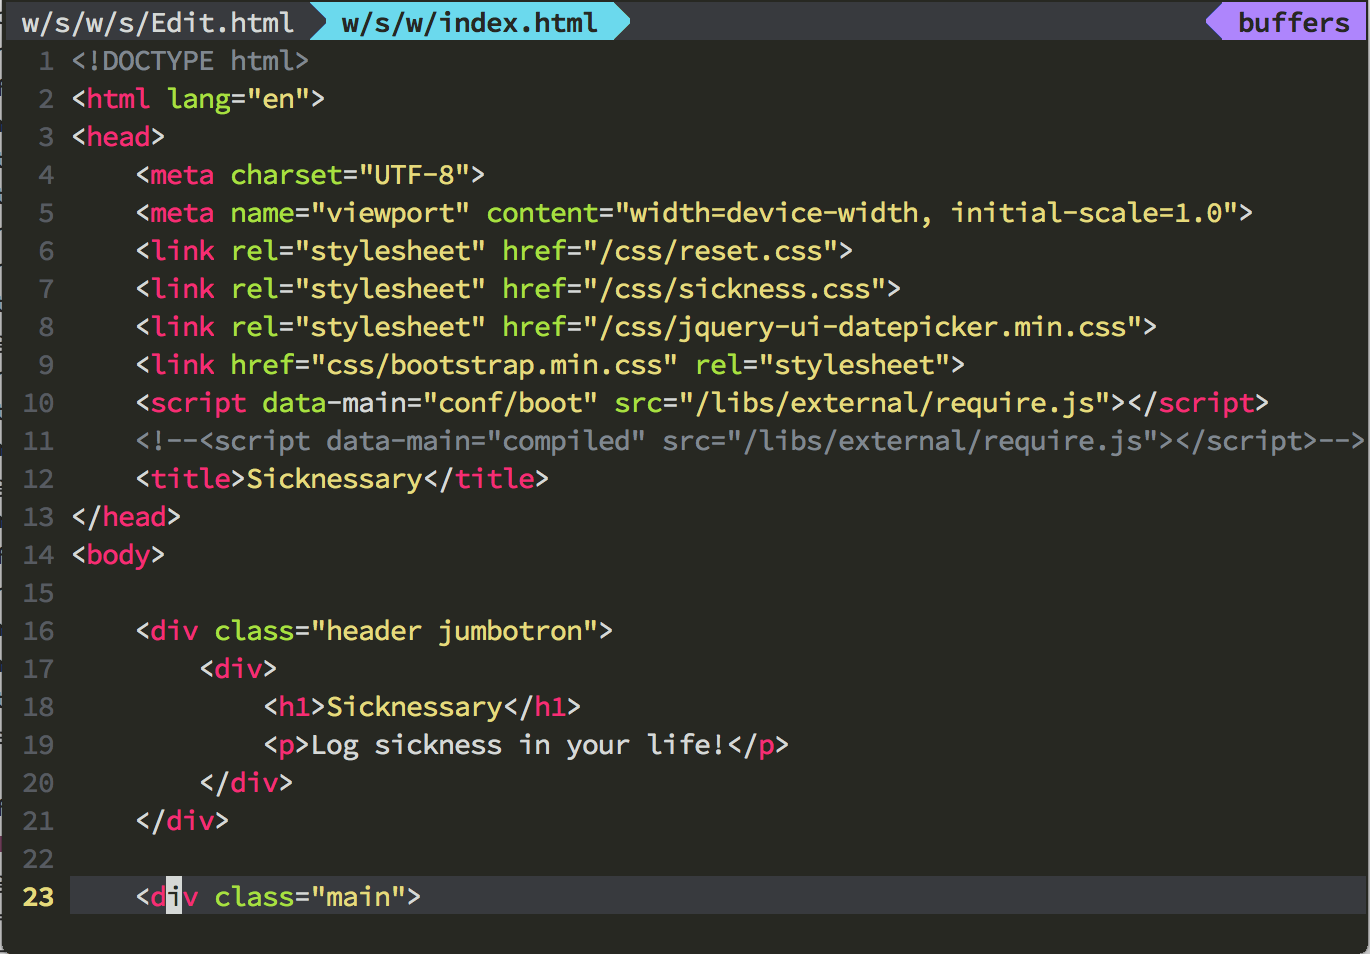 w/s/w/s/Edit.html w/s/w/index.html buffers
1 <!DOCTYPE html>
2 <html lang="en">
3 <head>
4     <meta charset="UTF-8">
5     <meta name="viewport" content="width=device-width, initial-scale=1.0">
6     <link rel="stylesheet" href="/css/reset.css">
7     <link rel="stylesheet" href="/css/sickness.css">
8     <link rel="stylesheet" href="/css/jquery-ui-datepicker.min.css">
9     <link href="css/bootstrap.min.css" rel="stylesheet">
10     <script data-main="conf/boot" src="/libs/external/require.js"></script>
11     <!--<script data-main="compiled" src="/libs/external/require.js"></script>-->
12     <title>Sicknessary</title>
13 </head>
14 <body>
15
16     <div class="header jumbotron">
17         <div>
18             <h1>Sicknessary</h1>
19             <p>Log sickness in your life!</p>
20         </div>
21     </div>
22
23     <div class="main">